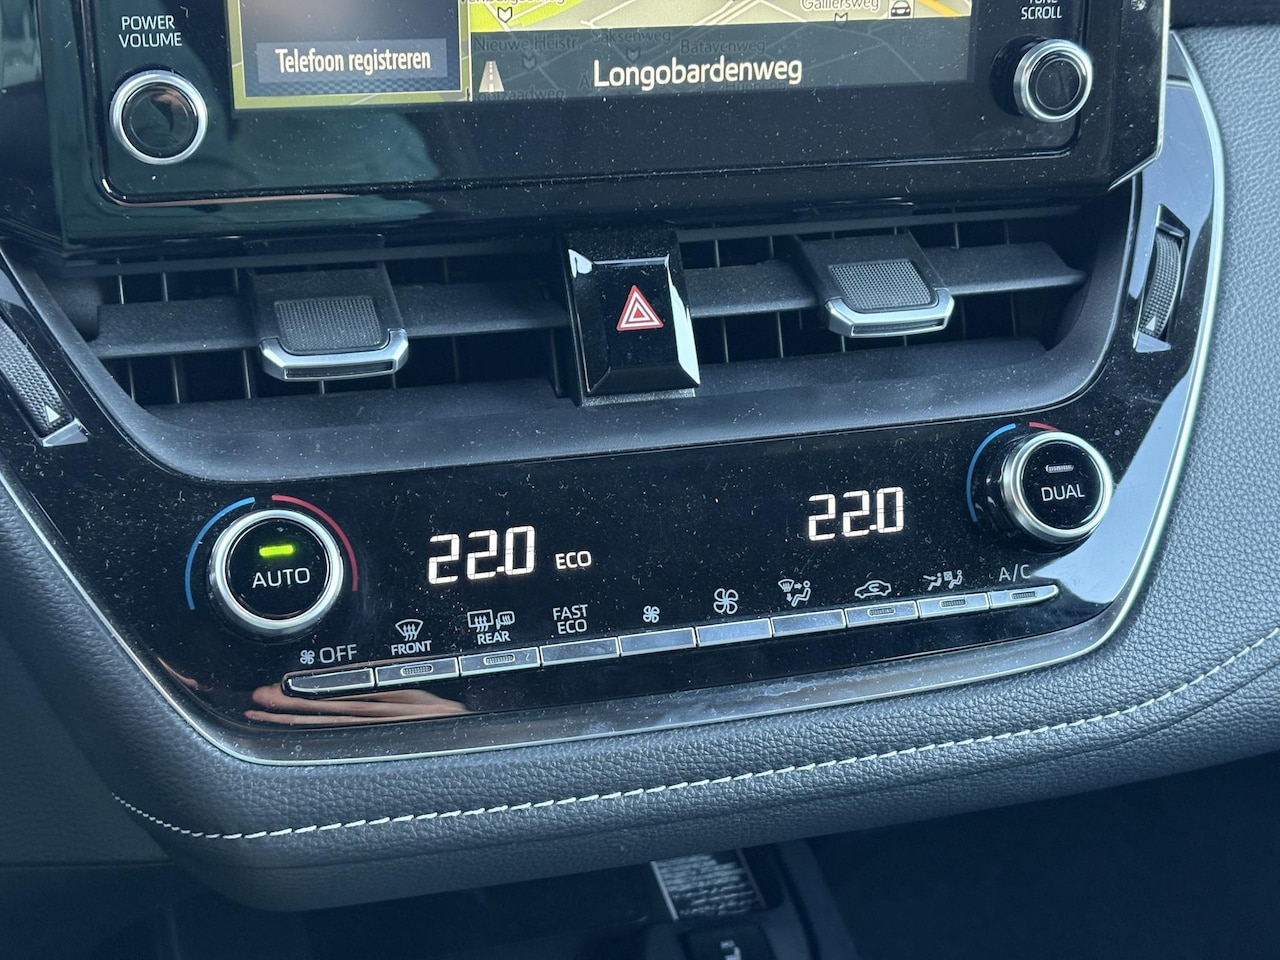 POWER
VOLUME
Telefoon registreren
Nieuwe Heistr.
Saksenweg
Batavenweg
Galliërsweg
Longobardenweg
TUNE
SCROLL
AUTO
22.0 ECO
22.0
DUAL
OFF
FRONT
REAR
FAST
ECO
A/C